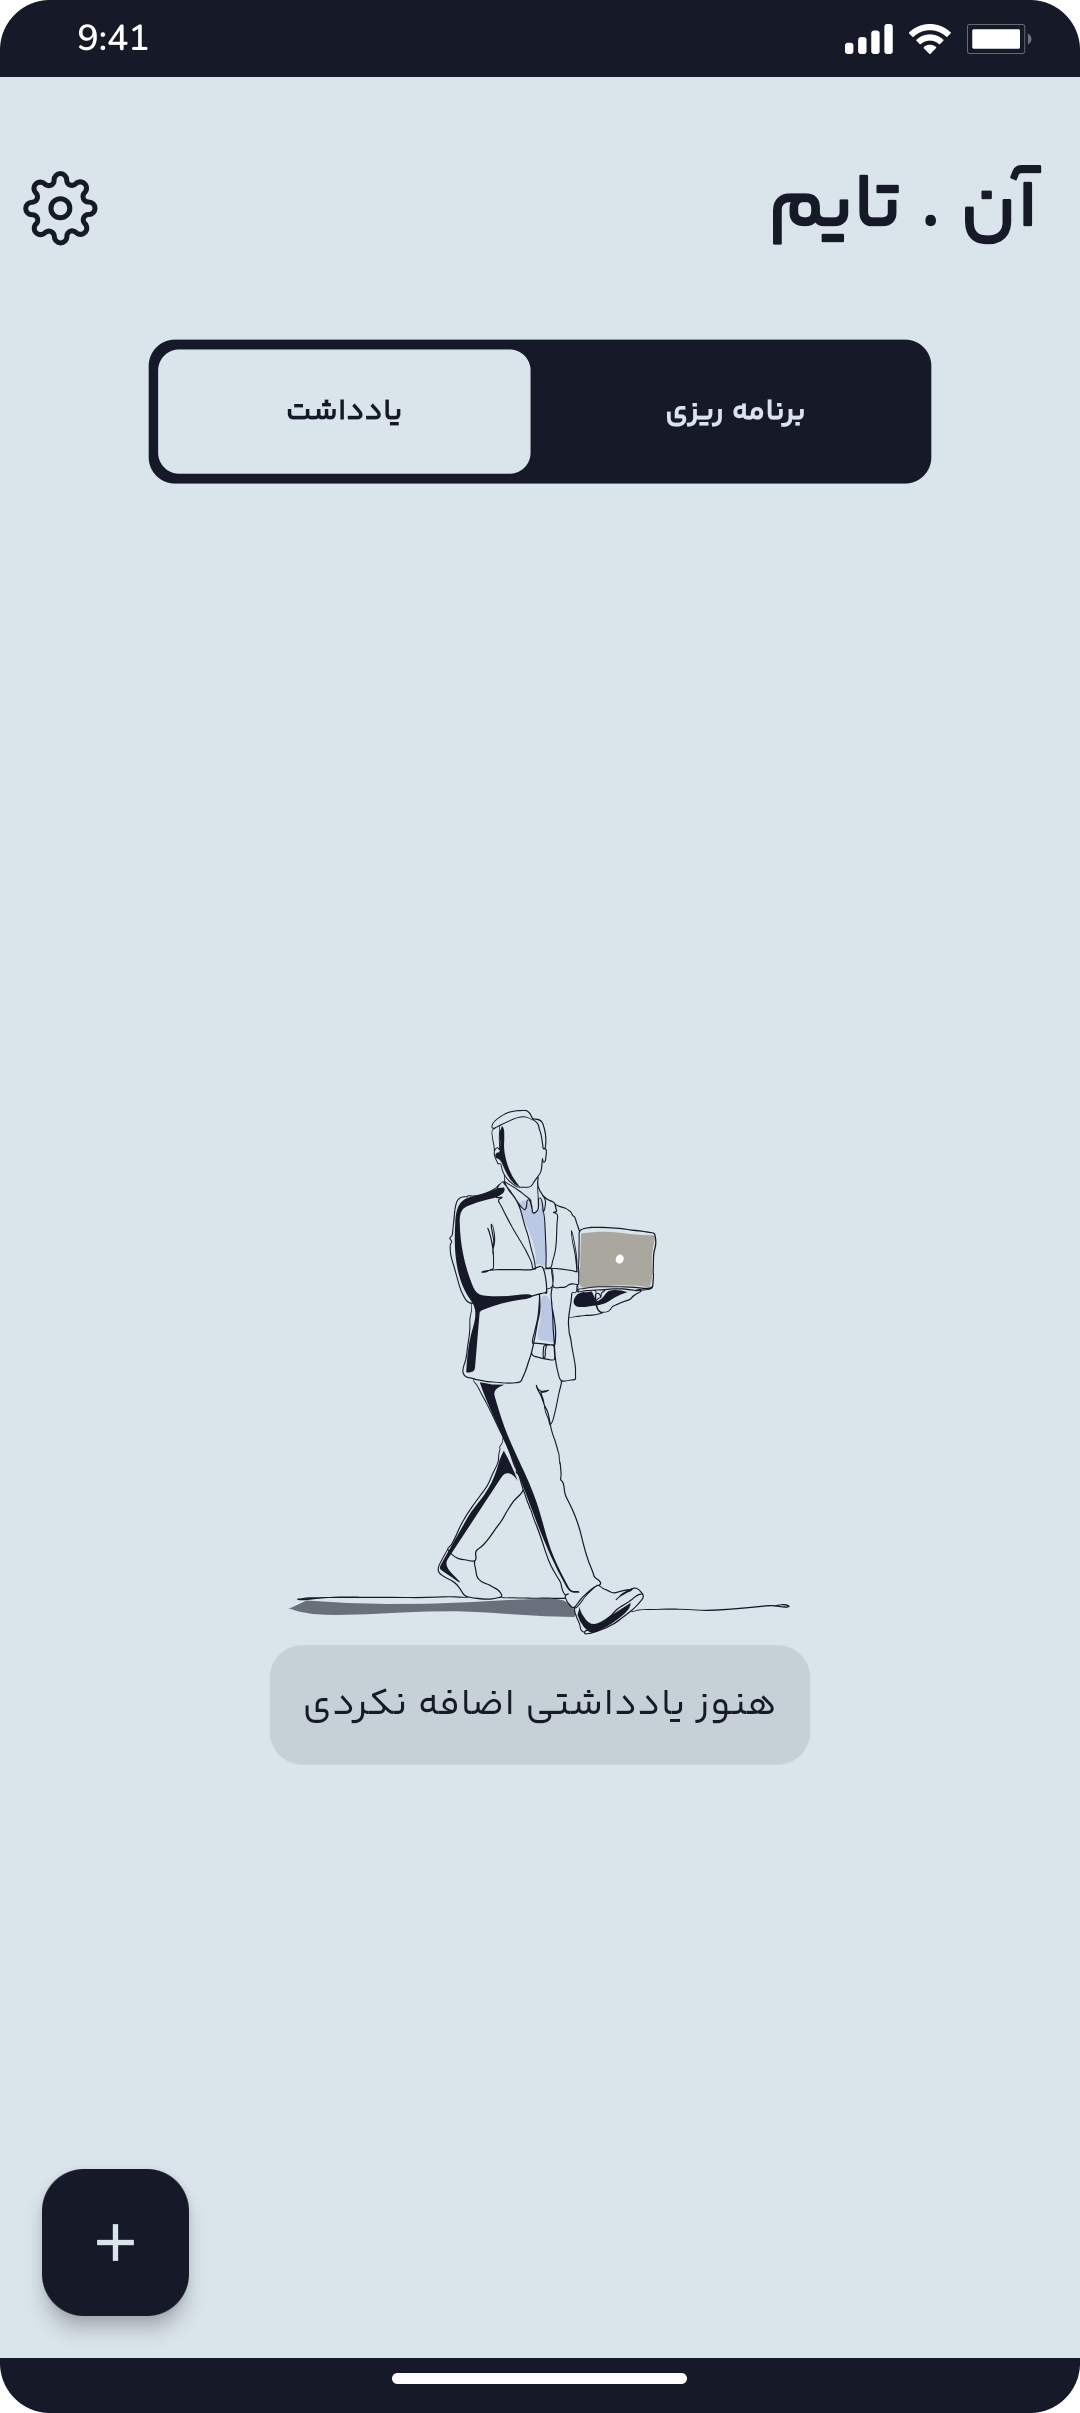 9:41
آن . تایم
برنامه ریزی
یادداشت
هنوز یادداشتی اضافه نکردی
+